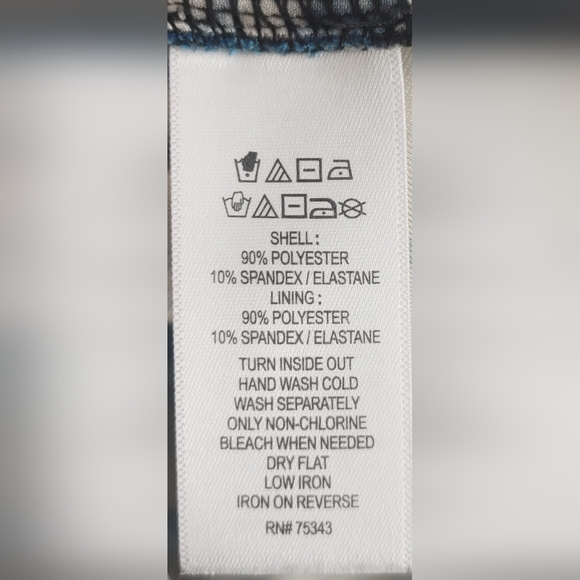 SHELL :
90% POLYESTER
10% SPANDEX / ELASTANE
LINING :
90% POLYESTER
10% SPANDEX / ELASTANE
TURN INSIDE OUT
HAND WASH COLD
WASH SEPARATELY
ONLY NON-CHLORINE
BLEACH WHEN NEEDED
DRY FLAT
LOW IRON
IRON ON REVERSE
RN# 75343